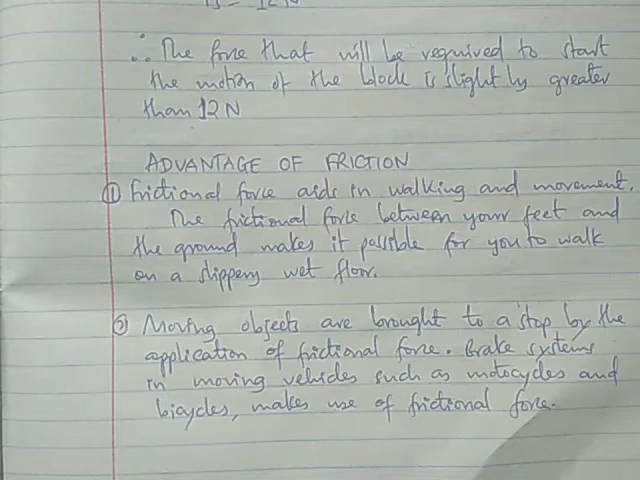 ∴ The force that will be required to start
the motion of the block is slightly greater
than 12N
ADVANTAGE OF FRICTION
① Frictional force aids in walking and movement.
The frictional force between your feet and
the ground makes it possible for you to walk
on a slippery wet floor.
② Moving objects are brought to a stop by the
application of frictional force. Brake systems
in moving vehicles such as motocycles and
bicycles, makes use of frictional force.